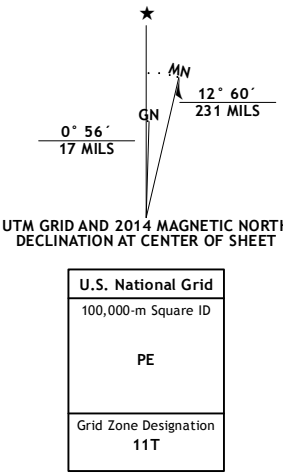 ★
MN
12° 60´
231 MILS
GN
0° 56´
17 MILS
UTM GRID AND 2014 MAGNETIC NORTH
DECLINATION AT CENTER OF SHEET
U.S. National Grid
100,000-m Square ID
PE
Grid Zone Designation
11T